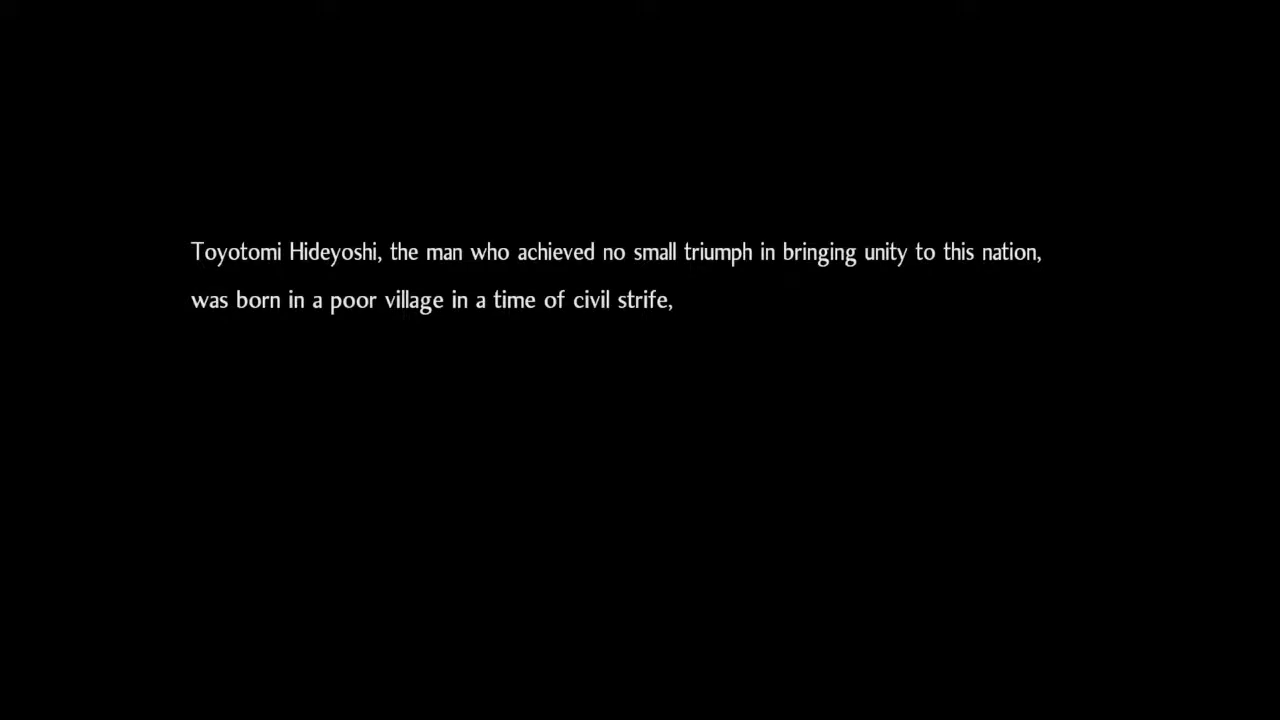 Toyotomi Hideyoshi, the man who achieved no small triumph in bringing unity to this nation,
was born in a poor village in a time of civil strife,